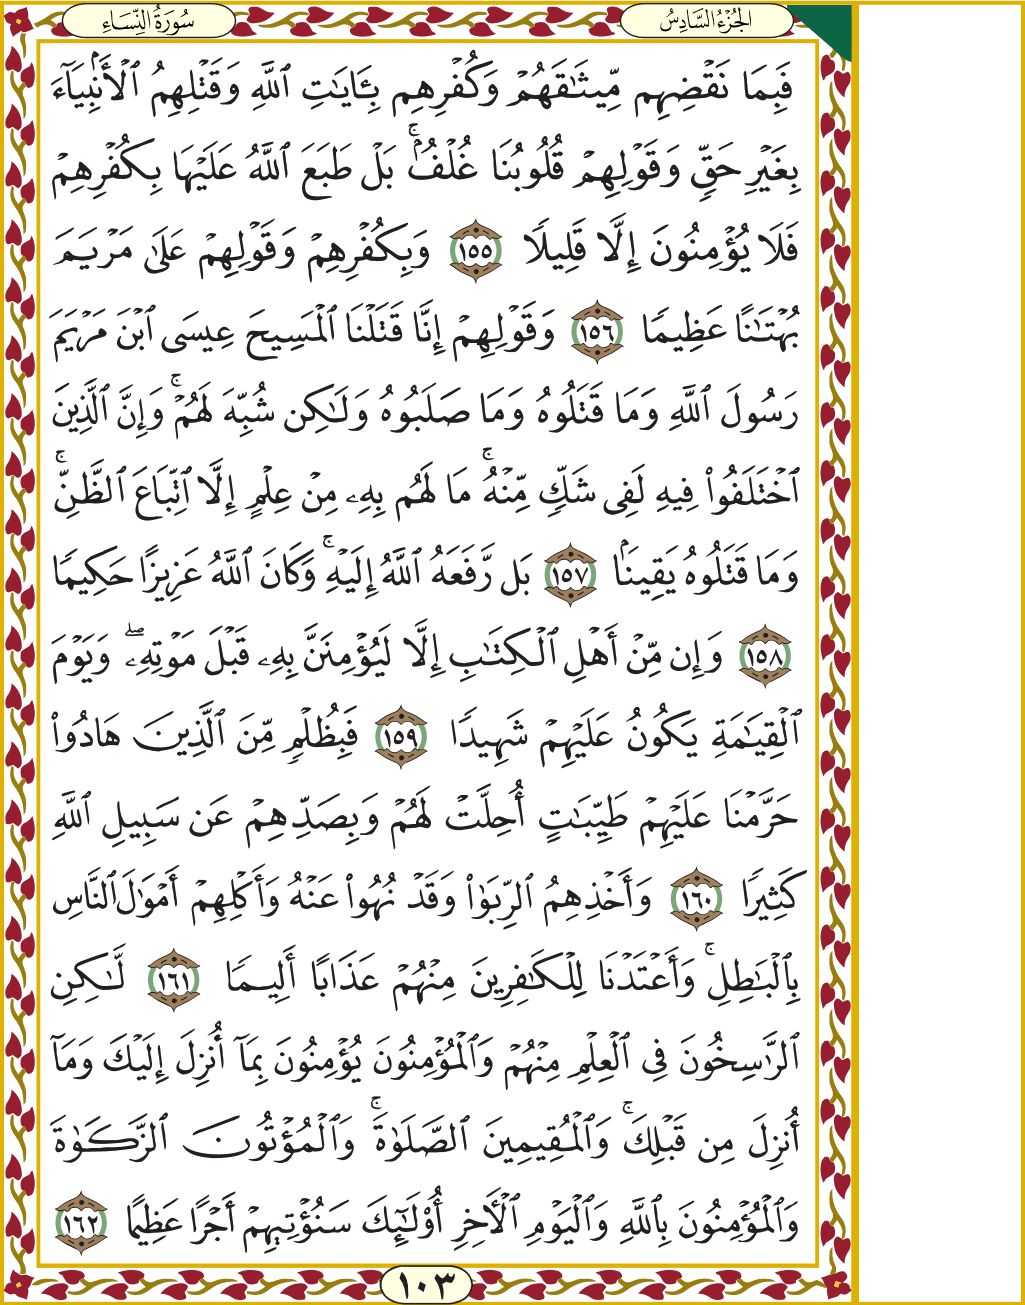 الجُزْءُ السَّادِسُ
سُورَةُ النِّسَاءِ
فَبِمَا نَقۡضِهِم مِّيثَٰقَهُمۡ وَكُفۡرِهِم بِـَٔايَٰتِ ٱللَّهِ وَقَتۡلِهِمُ ٱلۡأَنۢبِيَآءَ
بِغَيۡرِ حَقّٖ وَقَوۡلِهِمۡ قُلُوبُنَا غُلۡفُۢۚ بَلۡ طَبَعَ ٱللَّهُ عَلَيۡهَا بِكُفۡرِهِمۡ
فَلَا يُؤۡمِنُونَ إِلَّا قَلِيلٗا ١٥٥ وَبِكُفۡرِهِمۡ وَقَوۡلِهِمۡ عَلَىٰ مَرۡيَمَ
بُهۡتَٰنًا عَظِيمٗا ١٥٦ وَقَوۡلِهِمۡ إِنَّا قَتَلۡنَا ٱلۡمَسِيحَ عِيسَى ٱبۡنَ مَرۡيَمَ
رَسُولَ ٱللَّهِ وَمَا قَتَلُوهُ وَمَا صَلَبُوهُ وَلَٰكِن شُبِّهَ لَهُمۡۚ وَإِنَّ ٱلَّذِينَ
ٱخۡتَلَفُواْ فِيهِ لَفِي شَكّٖ مِّنۡهُۚ مَا لَهُم بِهِۦ مِنۡ عِلۡمٍ إِلَّا ٱتِّبَاعَ ٱلظَّنِّۚ
وَمَا قَتَلُوهُ يَقِينَۢا ١٥٧ بَل رَّفَعَهُ ٱللَّهُ إِلَيۡهِۚ وَكَانَ ٱللَّهُ عَزِيزًا حَكِيمٗا
١٥٨ وَإِن مِّنۡ أَهۡلِ ٱلۡكِتَٰبِ إِلَّا لَيُؤۡمِنَنَّ بِهِۦ قَبۡلَ مَوۡتِهِۦۖ وَيَوۡمَ
ٱلۡقِيَٰمَةِ يَكُونُ عَلَيۡهِمۡ شَهِيدٗا ١٥٩ فَبِظُلۡمٖ مِّنَ ٱلَّذِينَ هَادُواْ
حَرَّمۡنَا عَلَيۡهِمۡ طَيِّبَٰتٍ أُحِلَّتۡ لَهُمۡ وَبِصَدِّهِمۡ عَن سَبِيلِ ٱللَّهِ
كَثِيرٗا ١٦٠ وَأَخۡذِهِمُ ٱلرِّبَوٰاْ وَقَدۡ نُهُواْ عَنۡهُ وَأَكۡلِهِمۡ أَمۡوَٰلَ ٱلنَّاسِ
بِٱلۡبَٰطِلِۚ وَأَعۡتَدۡنَا لِلۡكَٰفِرِينَ مِنۡهُمۡ عَذَابًا أَلِيمٗا ١٦١ لَّٰكِنِ
ٱلرَّٰسِخُونَ فِي ٱلۡعِلۡمِ مِنۡهُمۡ وَٱلۡمُؤۡمِنُونَ يُؤۡمِنُونَ بِمَآ أُنزِلَ إِلَيۡكَ وَمَآ
أُنزِلَ مِن قَبۡلِكَۚ وَٱلۡمُقِيمِينَ ٱلصَّلَوٰةَۚ وَٱلۡمُؤۡتُونَ ٱلزَّكَوٰةَ
وَٱلۡمُؤۡمِنُونَ بِٱللَّهِ وَٱلۡيَوۡمِ ٱلۡأٓخِرِ أُوْلَٰٓئِكَ سَنُؤۡتِيهِمۡ أَجۡرًا عَظِيمًا ١٦٢
١٠٣